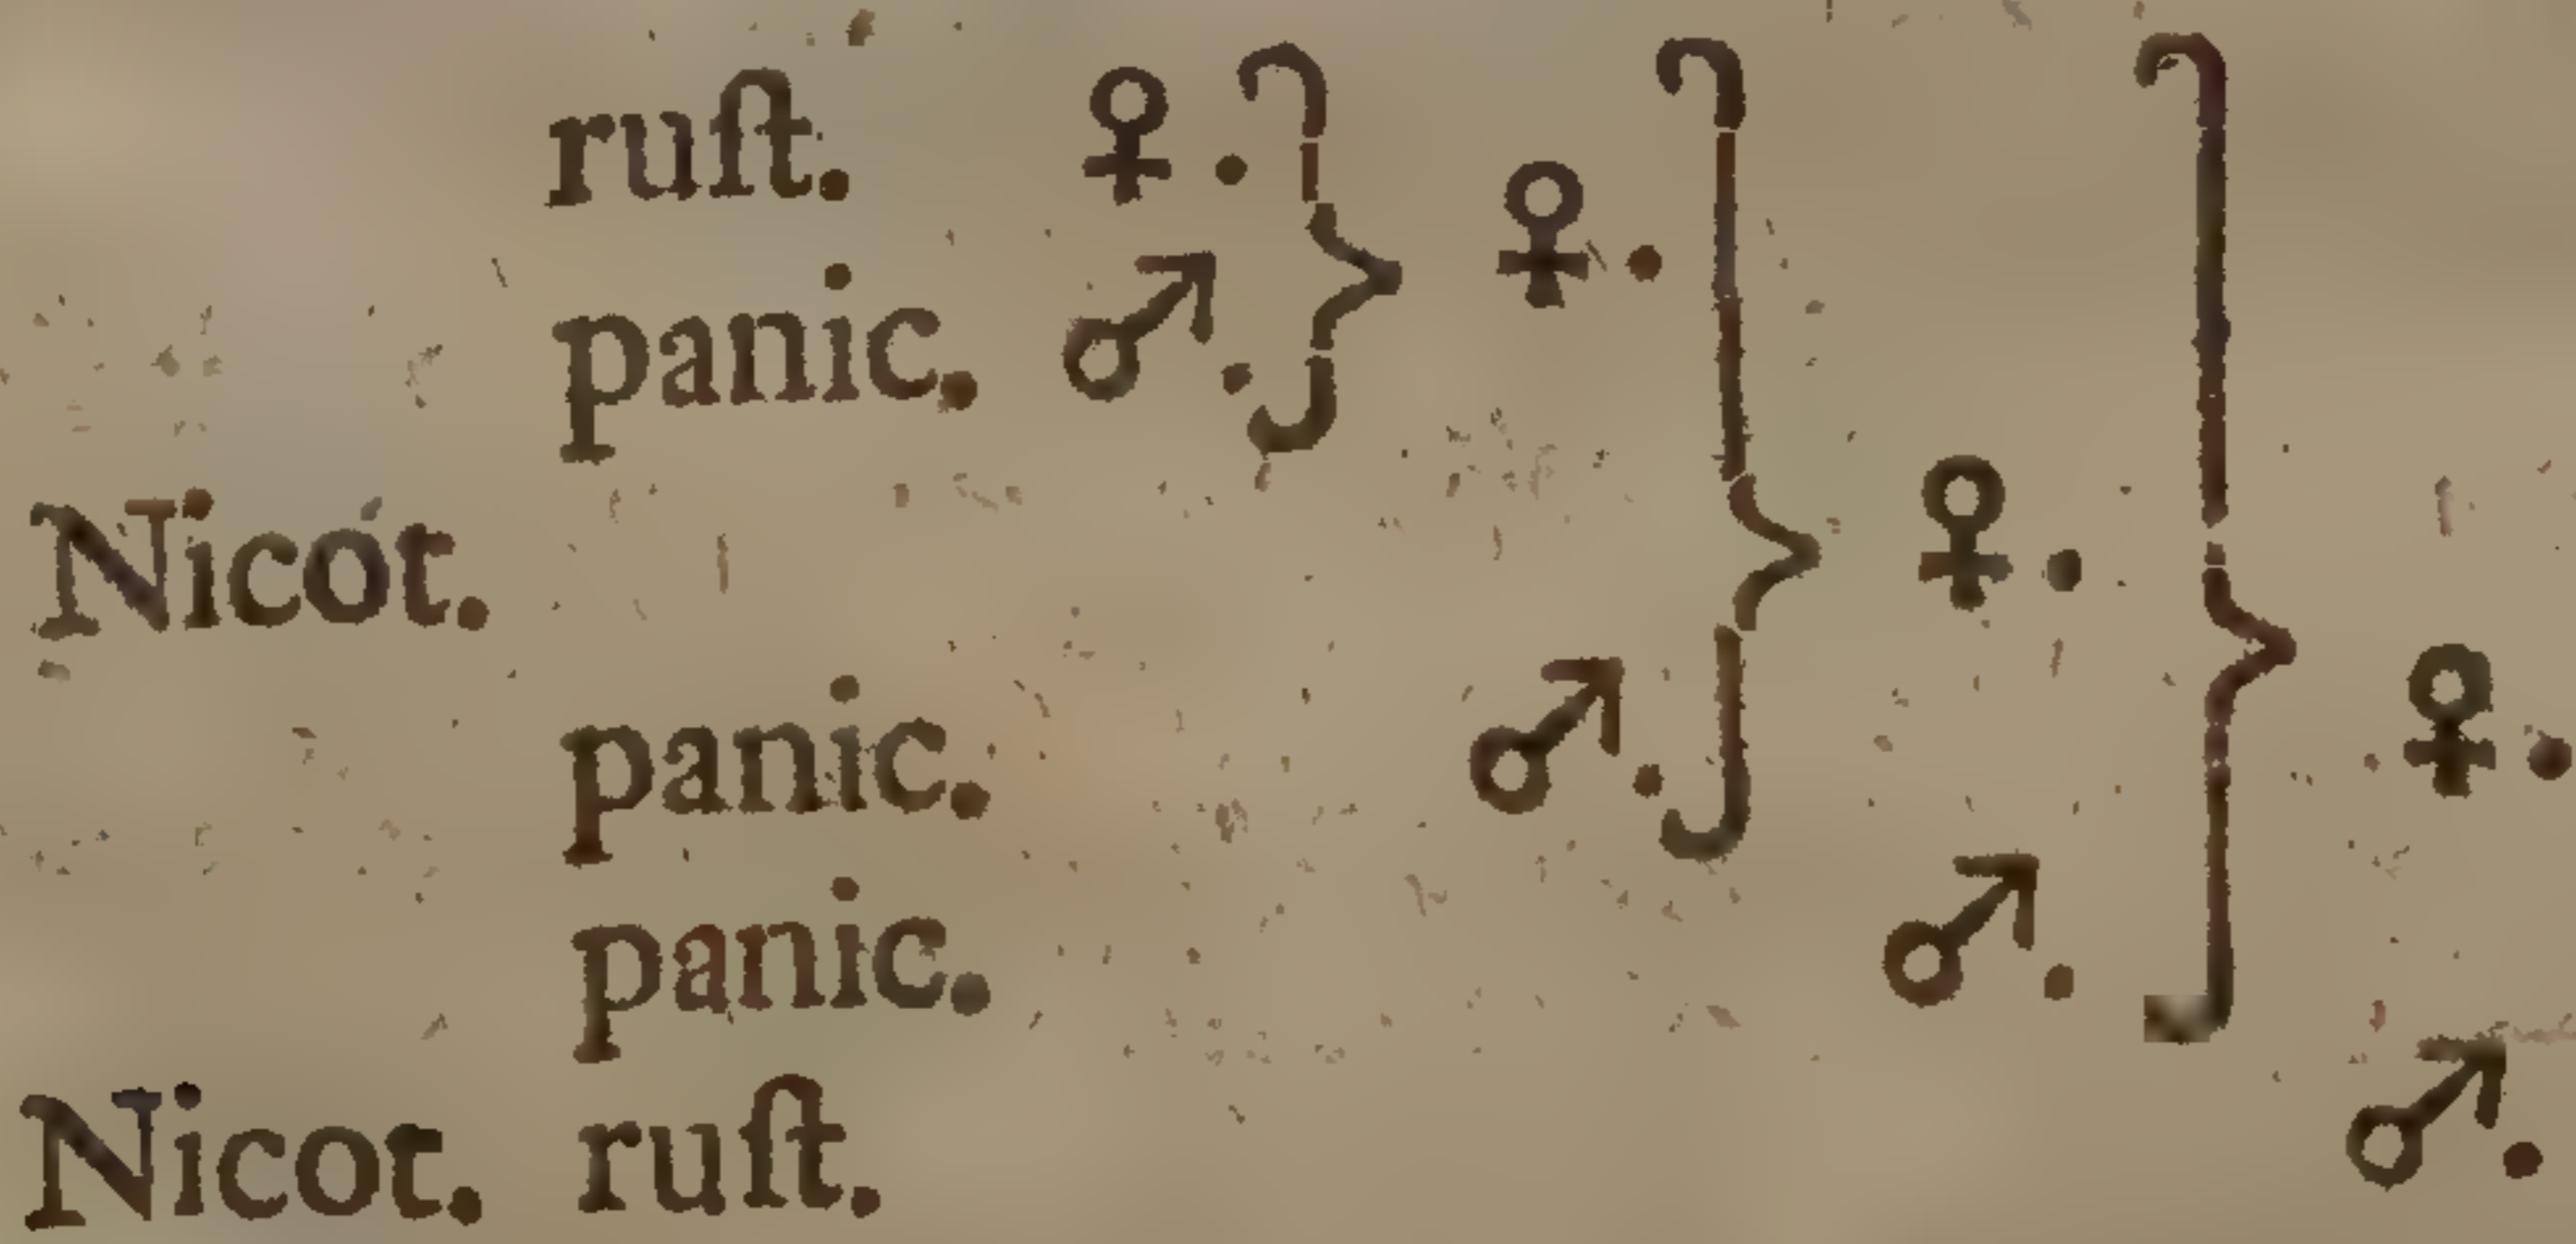 ruſt. ♀.
panic. ♂. } ♀.
Nicot. } ♀.
panic. ♂. } ♀.
panic. ♂.
Nicot. ruſt. ♂.